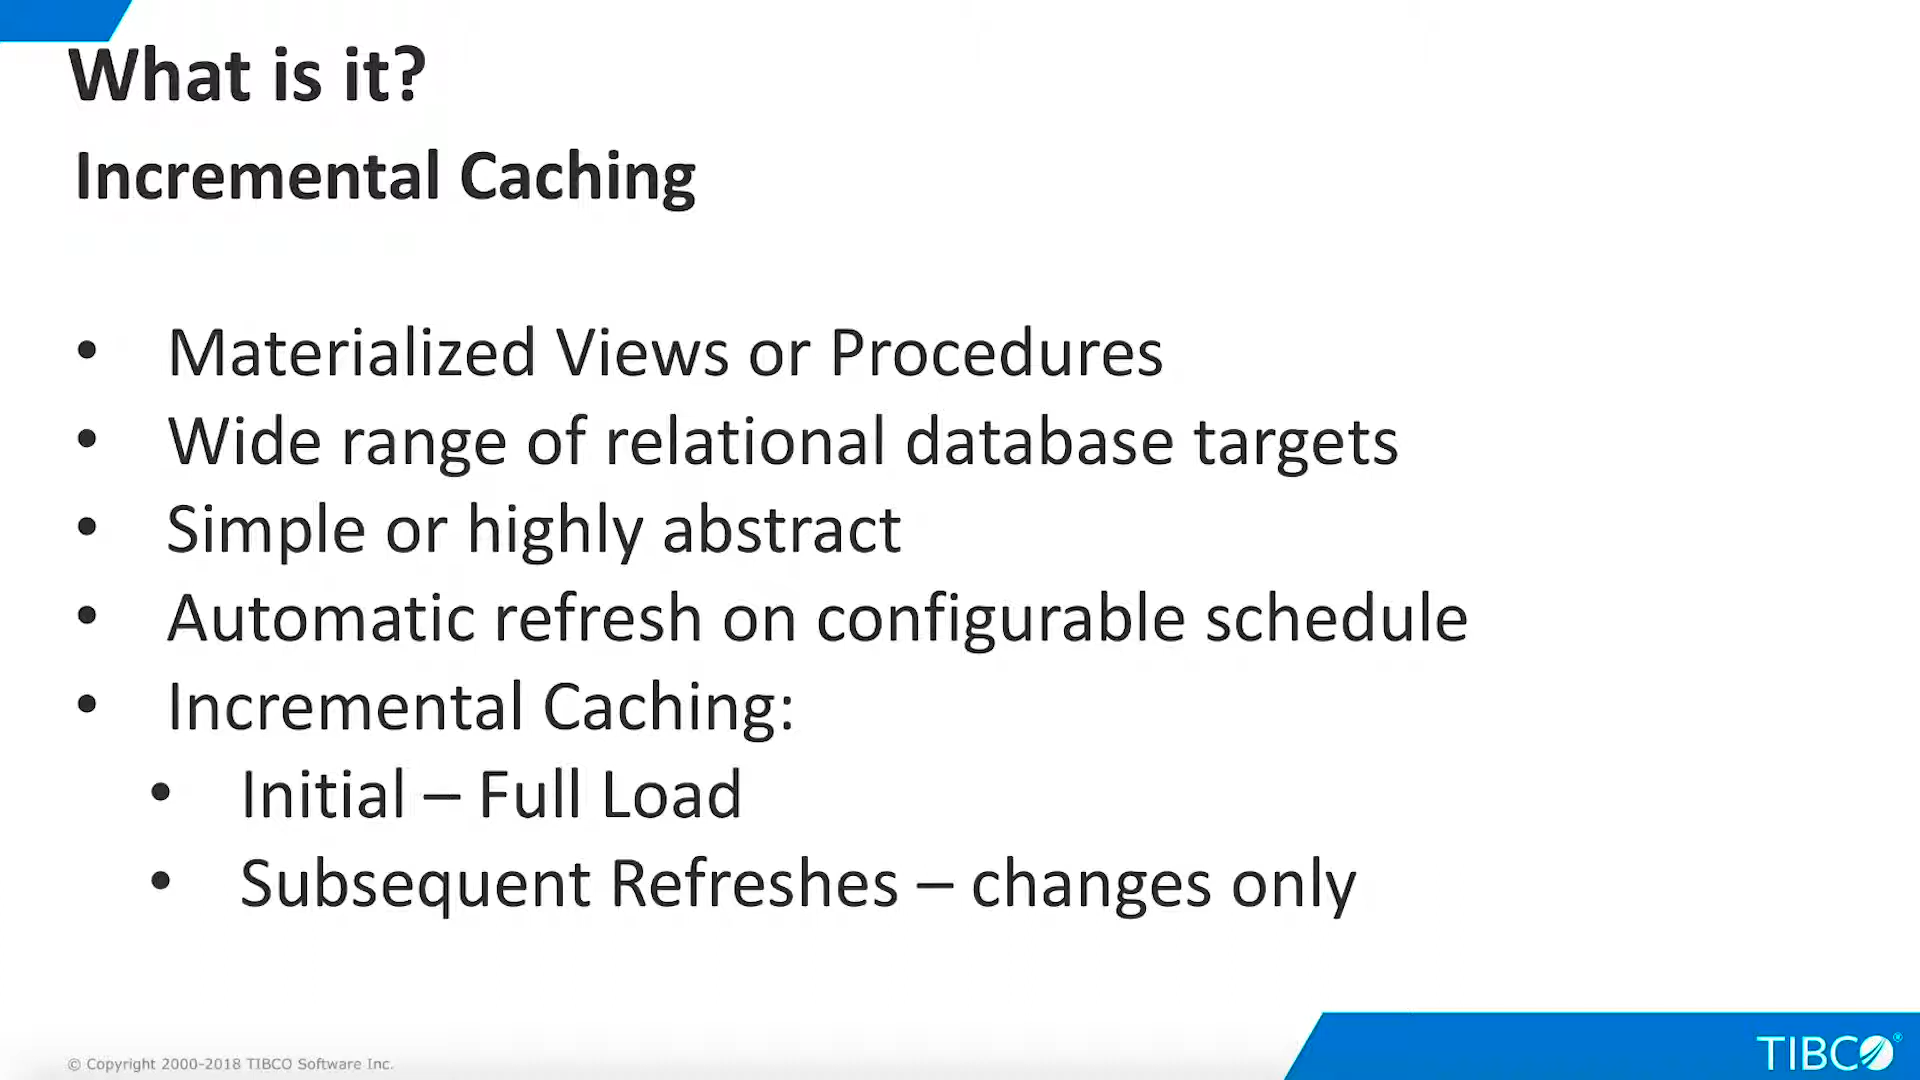 What is it?
Incremental Caching
• Materialized Views or Procedures
• Wide range of relational database targets
• Simple or highly abstract
• Automatic refresh on configurable schedule
• Incremental Caching:
• Initial – Full Load
• Subsequent Refreshes – changes only
© Copyright 2000-2018 TIBCO Software Inc.
TIBCO®